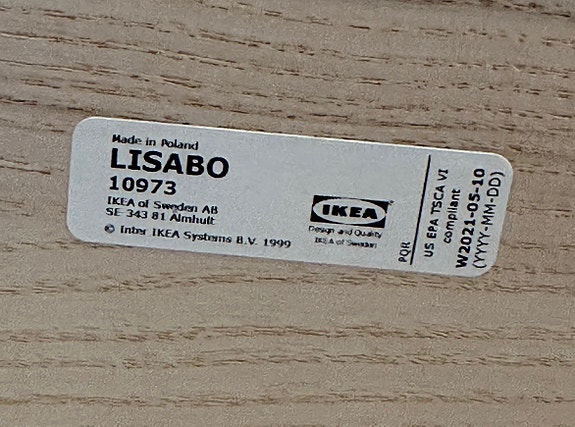 Made in Poland
LISABO
10973
IKEA of Sweden AB
SE 343 81 Älmhult
© Inter IKEA Systems B.V. 1999
IKEA
Design and Quality
IKEA of Sweden
PQR
US EPA TSCA VI
compliant
W2021-05-10
(YYYY-MM-DD)